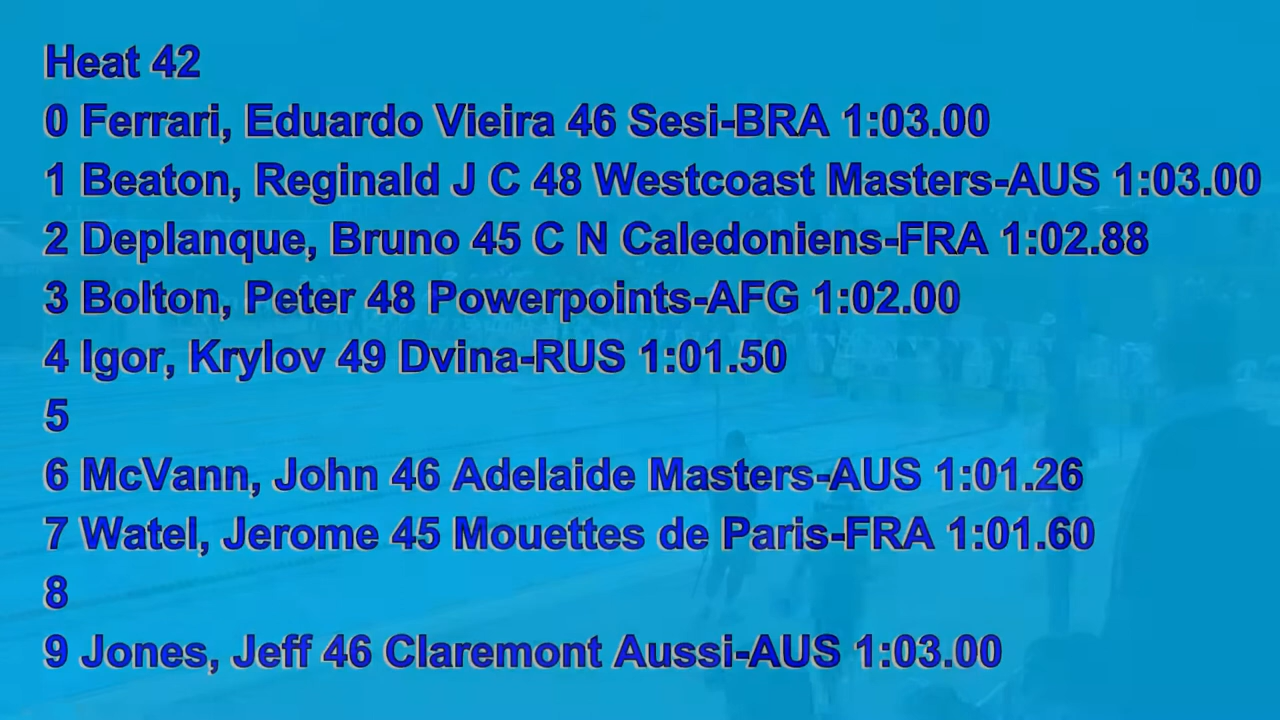 Heat 42
0 Ferrari, Eduardo Vieira 46 Sesi-BRA 1:03.00
1 Beaton, Reginald J C 48 Westcoast Masters-AUS 1:03.00
2 Deplanque, Bruno 45 C N Caledoniens-FRA 1:02.88
3 Bolton, Peter 48 Powerpoints-AFG 1:02.00
4 Igor, Krylov 49 Dvina-RUS 1:01.50
5
6 McVann, John 46 Adelaide Masters-AUS 1:01.26
7 Watel, Jerome 45 Mouettes de Paris-FRA 1:01.60
8
9 Jones, Jeff 46 Claremont Aussi-AUS 1:03.00